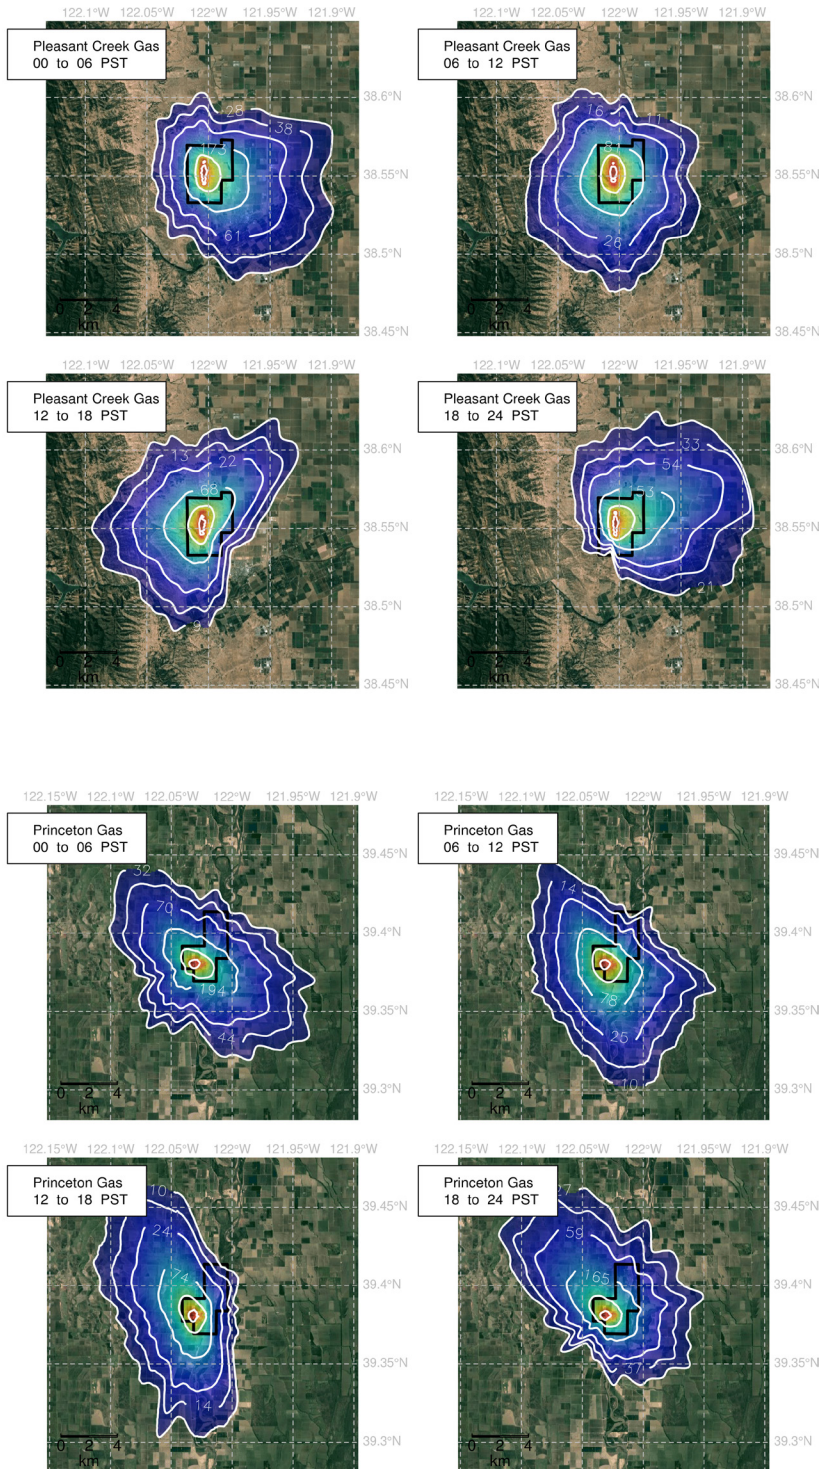 122.1°W 122.05°W 122°W 121.95°W 121.9°W
122.1°W 122.05°W 122°W 121.95°W 121.9°W
Pleasant Creek Gas
00 to 06 PST
28
38
173
61
0 2 4
km
Pleasant Creek Gas
06 to 12 PST
16
11
81
26
0 2 4
km
38.6°N
38.55°N
38.5°N
38.45°N
38.6°N
38.55°N
38.5°N
38.45°N
122.1°W 122.05°W 122°W 121.95°W 121.9°W
122.1°W 122.05°W 122°W 121.95°W 121.9°W
Pleasant Creek Gas
12 to 18 PST
13
22
68
9
0 2 4
km
Pleasant Creek Gas
18 to 24 PST
33
54
153
21
0 2 4
km
38.6°N
38.55°N
38.5°N
38.45°N
38.6°N
38.55°N
38.5°N
38.45°N
122.15°W 122.1°W 122.05°W 122°W 121.95°W 121.9°W
122.15°W 122.1°W 122.05°W 122°W 121.95°W 121.9°W
Princeton Gas
00 to 06 PST
32
70
194
44
0 2 4
km
Princeton Gas
06 to 12 PST
14
78
25
10
0 2 4
km
39.45°N
39.4°N
39.35°N
39.3°N
39.45°N
39.4°N
39.35°N
39.3°N
122.15°W 122.1°W 122.05°W 122°W 121.95°W 121.9°W
122.15°W 122.1°W 122.05°W 122°W 121.95°W 121.9°W
Princeton Gas
12 to 18 PST
10
24
74
14
0 2 4
km
Princeton Gas
18 to 24 PST
27
59
165
37
0 2 4
km
39.45°N
39.4°N
39.35°N
39.3°N
39.45°N
39.4°N
39.35°N
39.3°N